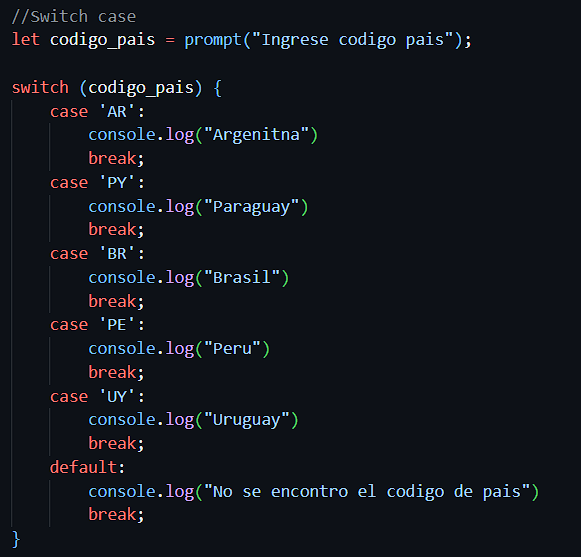 //Switch case
let codigo_pais = prompt("Ingrese codigo pais");
switch (codigo_pais) {
case 'AR':
console.log("Argenitna")
break;
case 'PY':
console.log("Paraguay")
break;
case 'BR':
console.log("Brasil")
break;
case 'PE':
console.log("Peru")
break;
case 'UY':
console.log("Uruguay")
break;
default:
console.log("No se encontro el codigo de pais")
break;
}